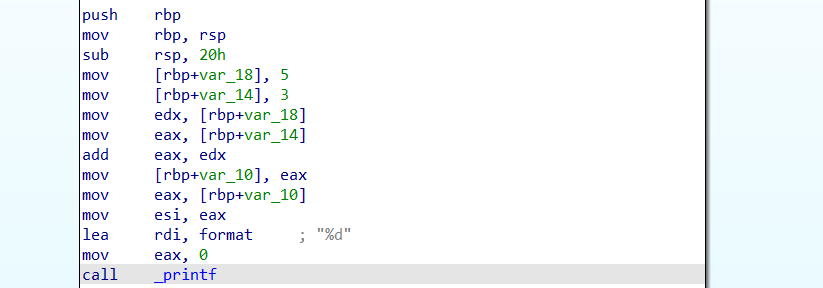 push rbp
mov rbp, rsp
sub rsp, 20h
mov [rbp+var_18], 5
mov [rbp+var_14], 3
mov edx, [rbp+var_18]
mov eax, [rbp+var_14]
add eax, edx
mov [rbp+var_10], eax
mov eax, [rbp+var_10]
mov esi, eax
lea rdi, format ; "%d"
mov eax, 0
call _printf